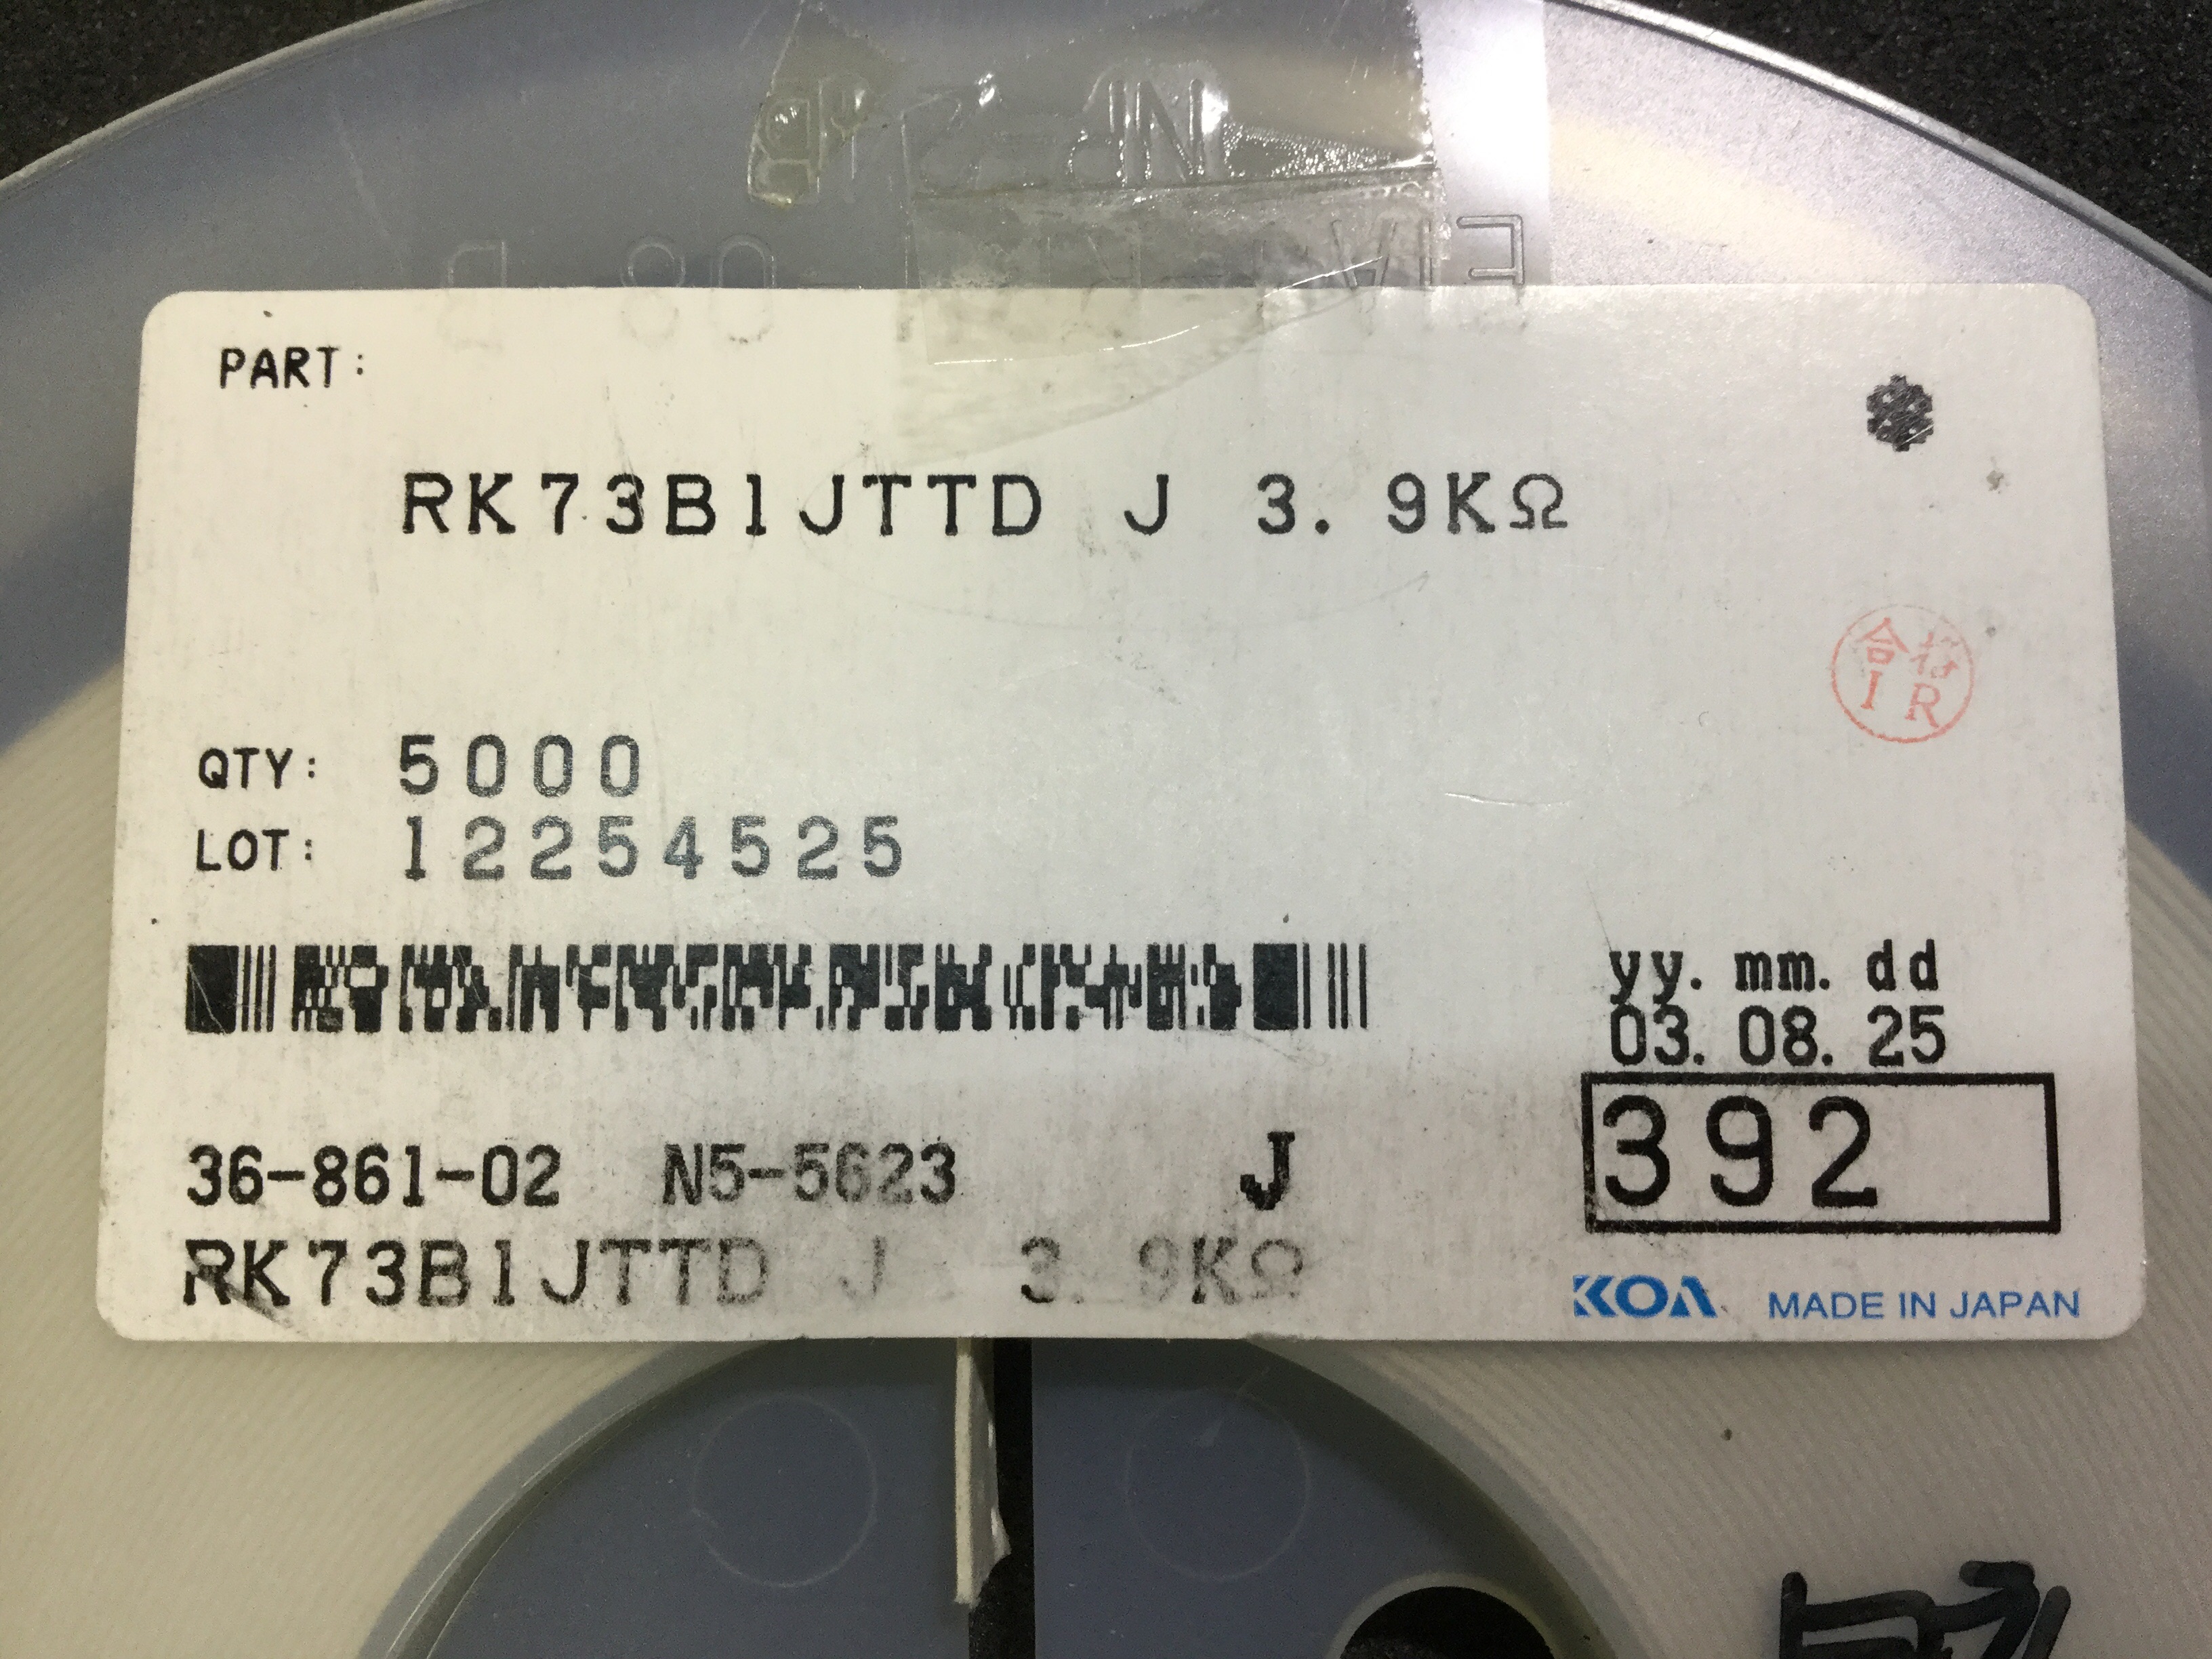 PART:
RK73B1JTTD J 3.9KΩ
合格
I R
QTY: 5000
LOT: 12254525
yy. mm. dd
03. 08. 25
392
36-861-02 N5-5623 J
RK73B1JTTD J 3.9KΩ
KOA MADE IN JAPAN